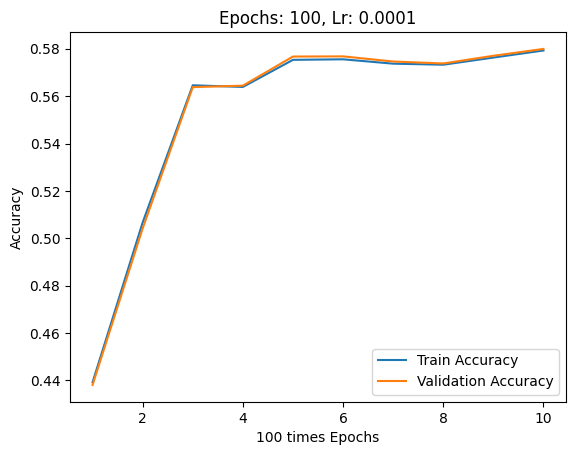 Epochs: 100, Lr: 0.0001
0.58
0.56
0.54
0.52
0.50
0.48
0.46
0.44
Accuracy
Train Accuracy
Validation Accuracy
2 4 6 8 10
100 times Epochs